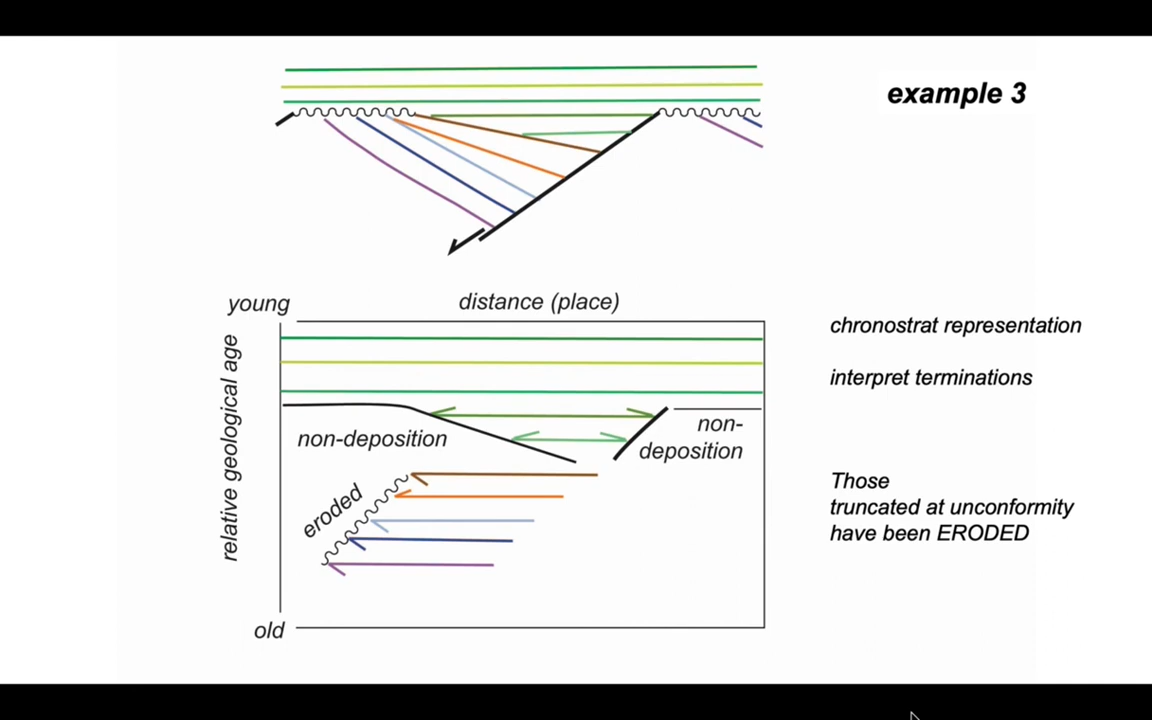 example 3
young
distance (place)
relative geological age
chronostrat representation
interpret terminations
non-deposition
non-
deposition
eroded
Those
truncated at unconformity
have been ERODED
old